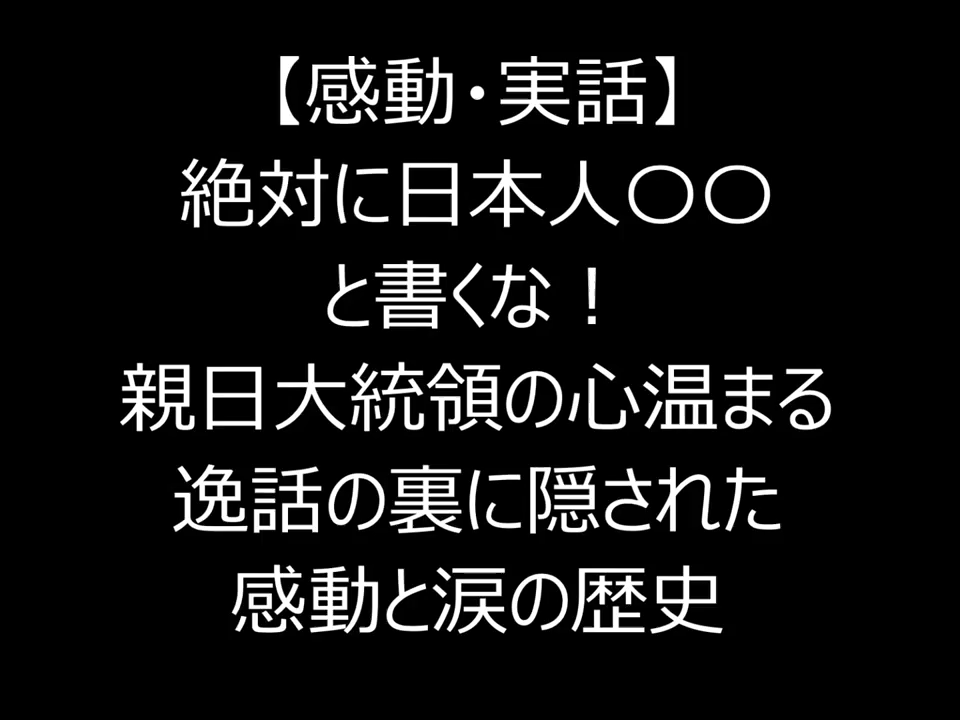 【感動・実話】
絶対に日本人〇〇
と書くな！
親日大統領の心温まる
逸話の裏に隠された
感動と涙の歴史